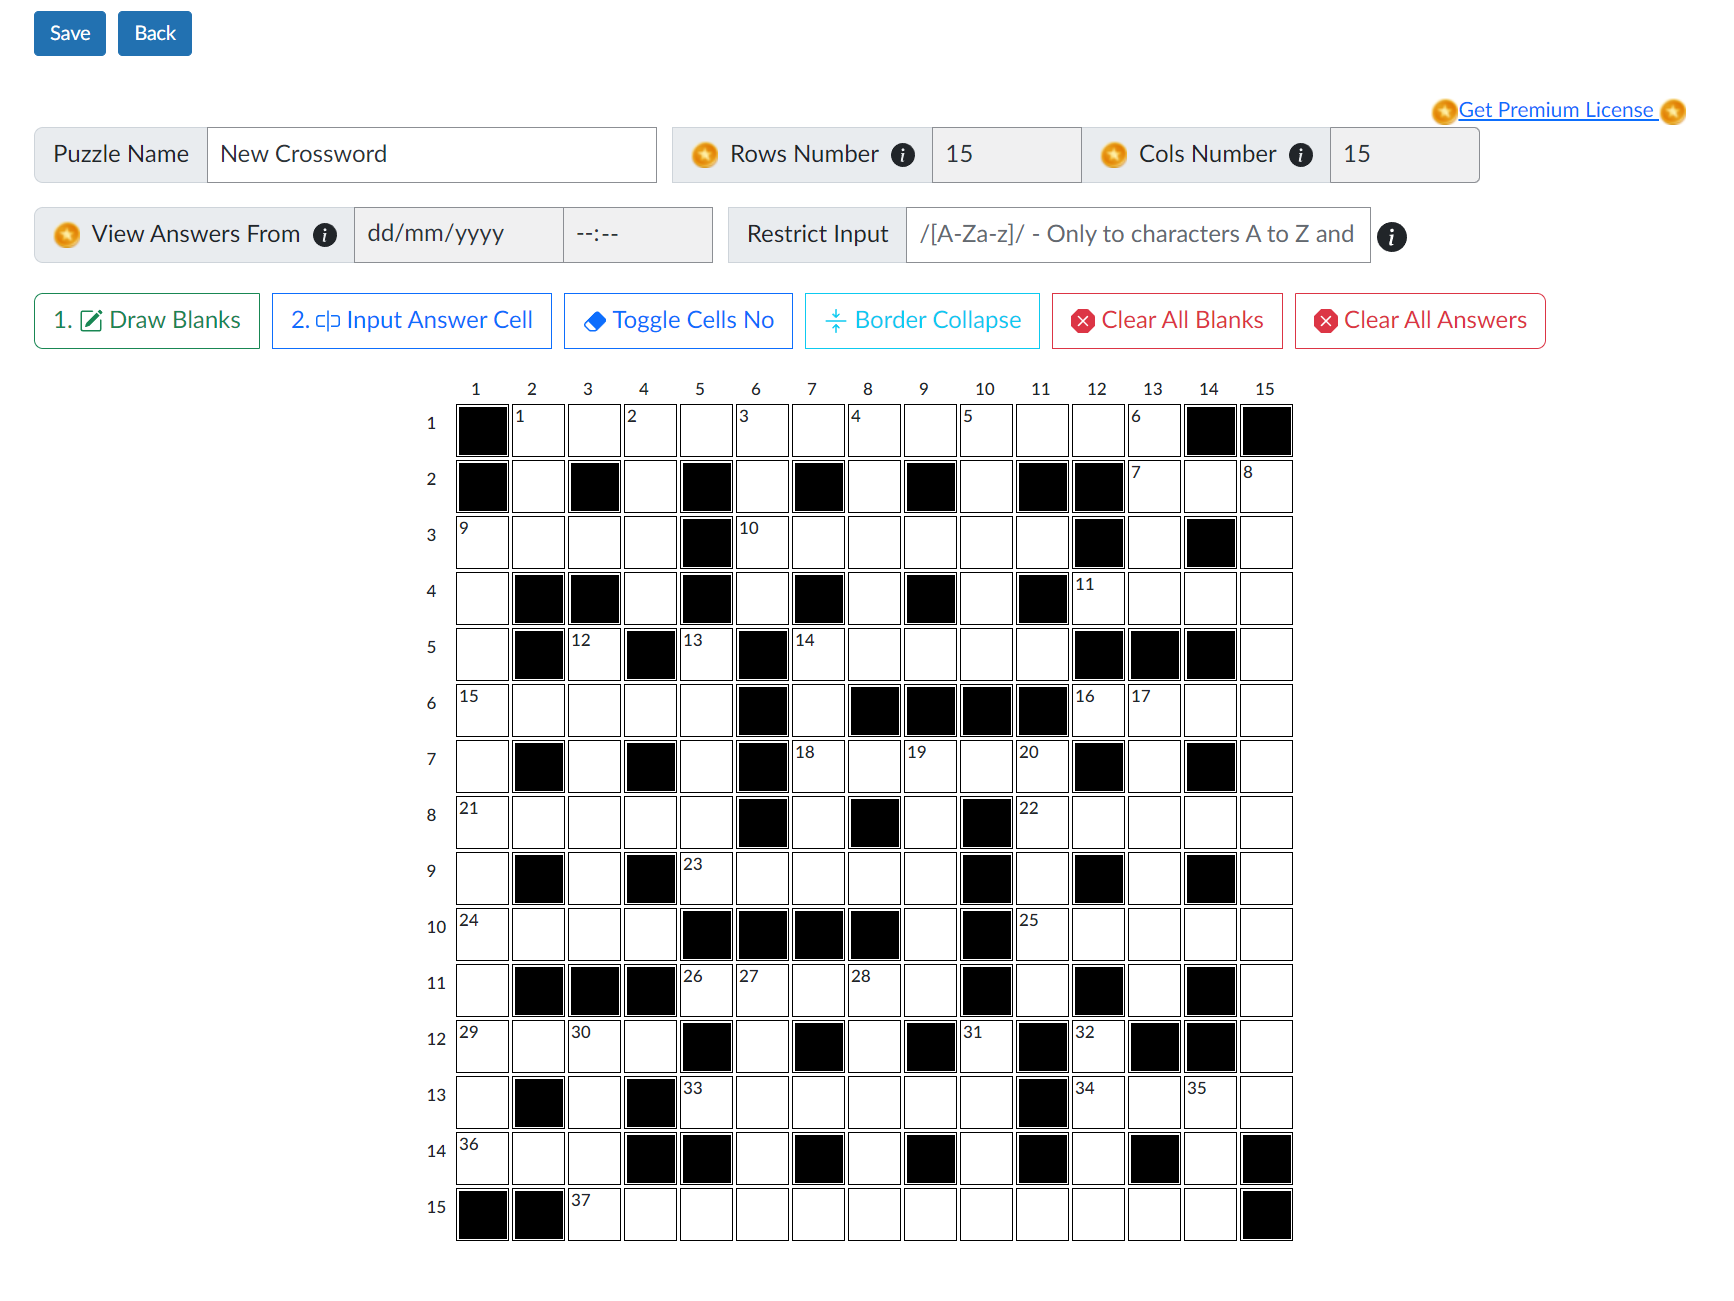 Save Back
Get Premium License
Puzzle Name New Crossword Rows Number 15 Cols Number 15
View Answers From dd/mm/yyyy --:-- Restrict Input /[A-Za-z]/ - Only to characters A to Z and
1. Draw Blanks 2. Input Answer Cell Toggle Cells No Border Collapse Clear All Blanks Clear All Answers
1 2 3 4 5 6 7 8 9 10 11 12 13 14 15
1 1 2 3 4 5 6
2 7 8
3 9 10
4 11
5 12 13 14
6 15 16 17
7 18 19 20
8 21 22
9 23
10 24 25
11 26 27 28
12 29 30 31 32
13 33 34 35
14 36
15 37